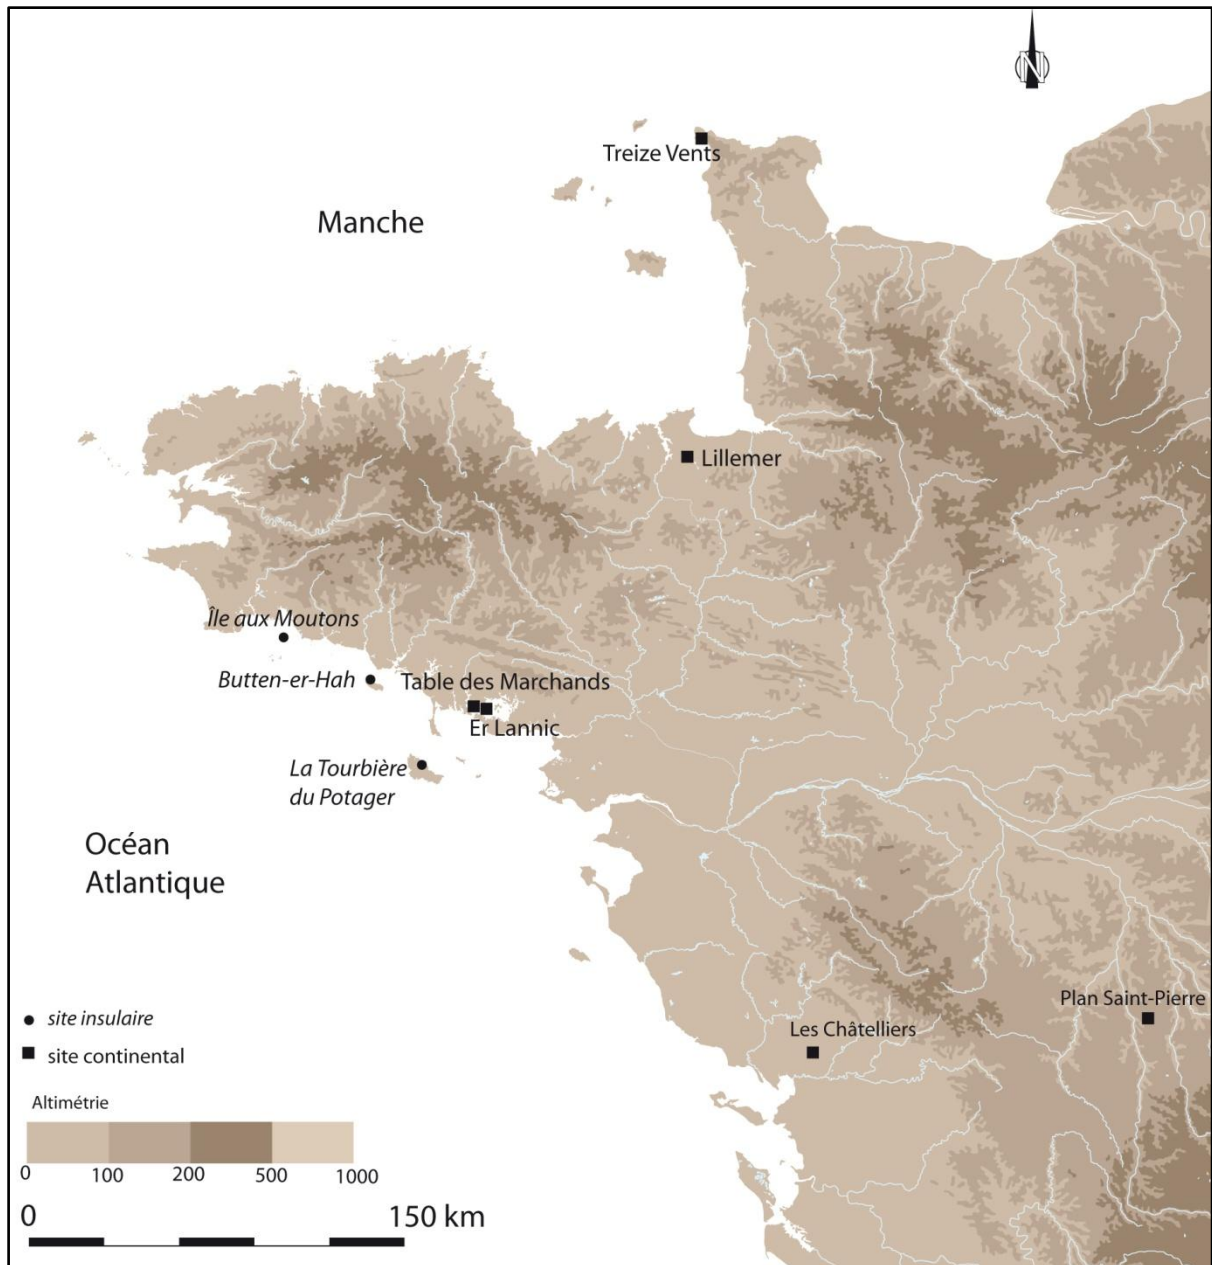 N
Treize Vents
Manche
Lillemer
Île aux Moutons
Butten-er-Hah
Table des Marchands
Er Lannic
La Tourbière
du Potager
Océan
Atlantique
Plan Saint-Pierre
Les Châtelliers
site insulaire
site continental
Altimétrie
0 100 200 500 1000
0 150 km